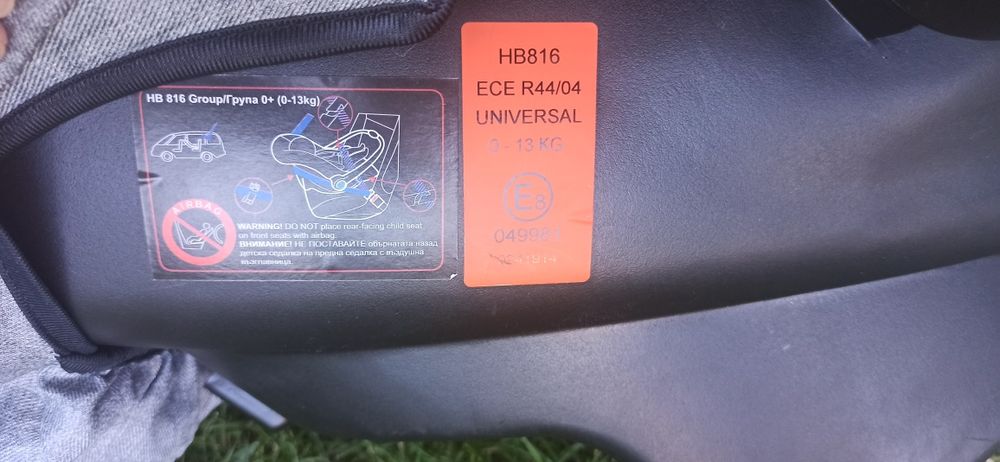 HB 816 Group/Група 0+ (0-13kg)
AIRBAG
WARNING! DO NOT place rear-facing child seat
on front seats with airbag.
ВНИМАНИЕ! НЕ ПОСТАВЯЙТЕ обърнатата назад
детска седалка на предна седалка с въздушна
възглавница.
HB816
ECE R44/04
UNIVERSAL
0 - 13 KG
E8